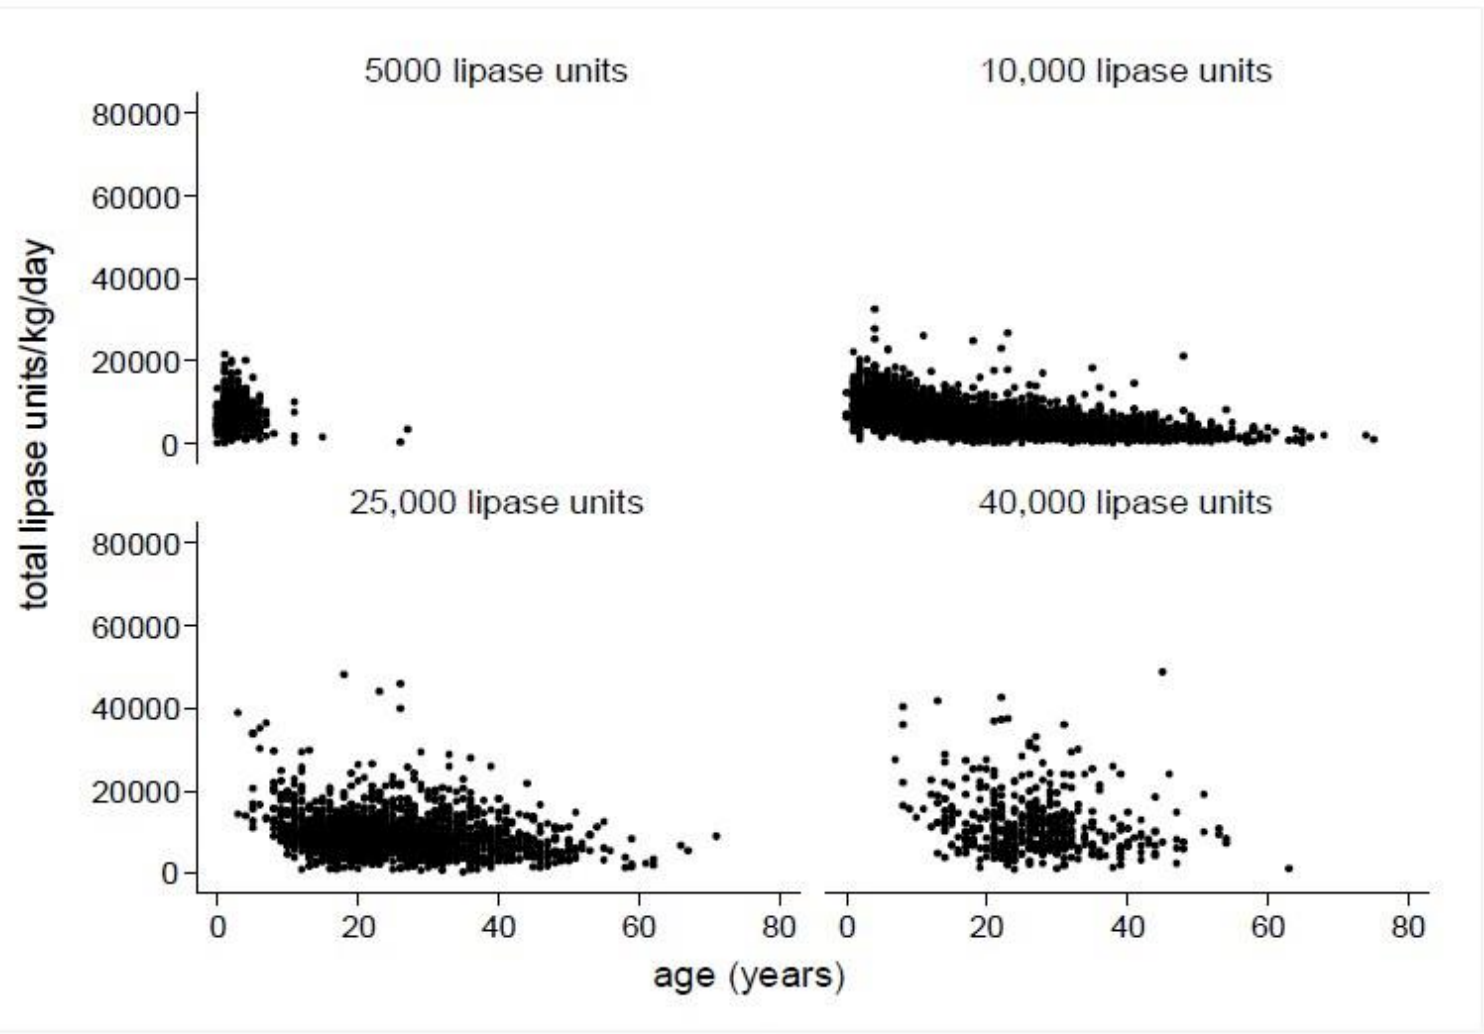 5000 lipase units
10,000 lipase units
80000
60000
40000
20000
0
total lipase units/kg/day
25,000 lipase units
40,000 lipase units
80000
60000
40000
20000
0
0 20 40 60 80
0 20 40 60 80
age (years)